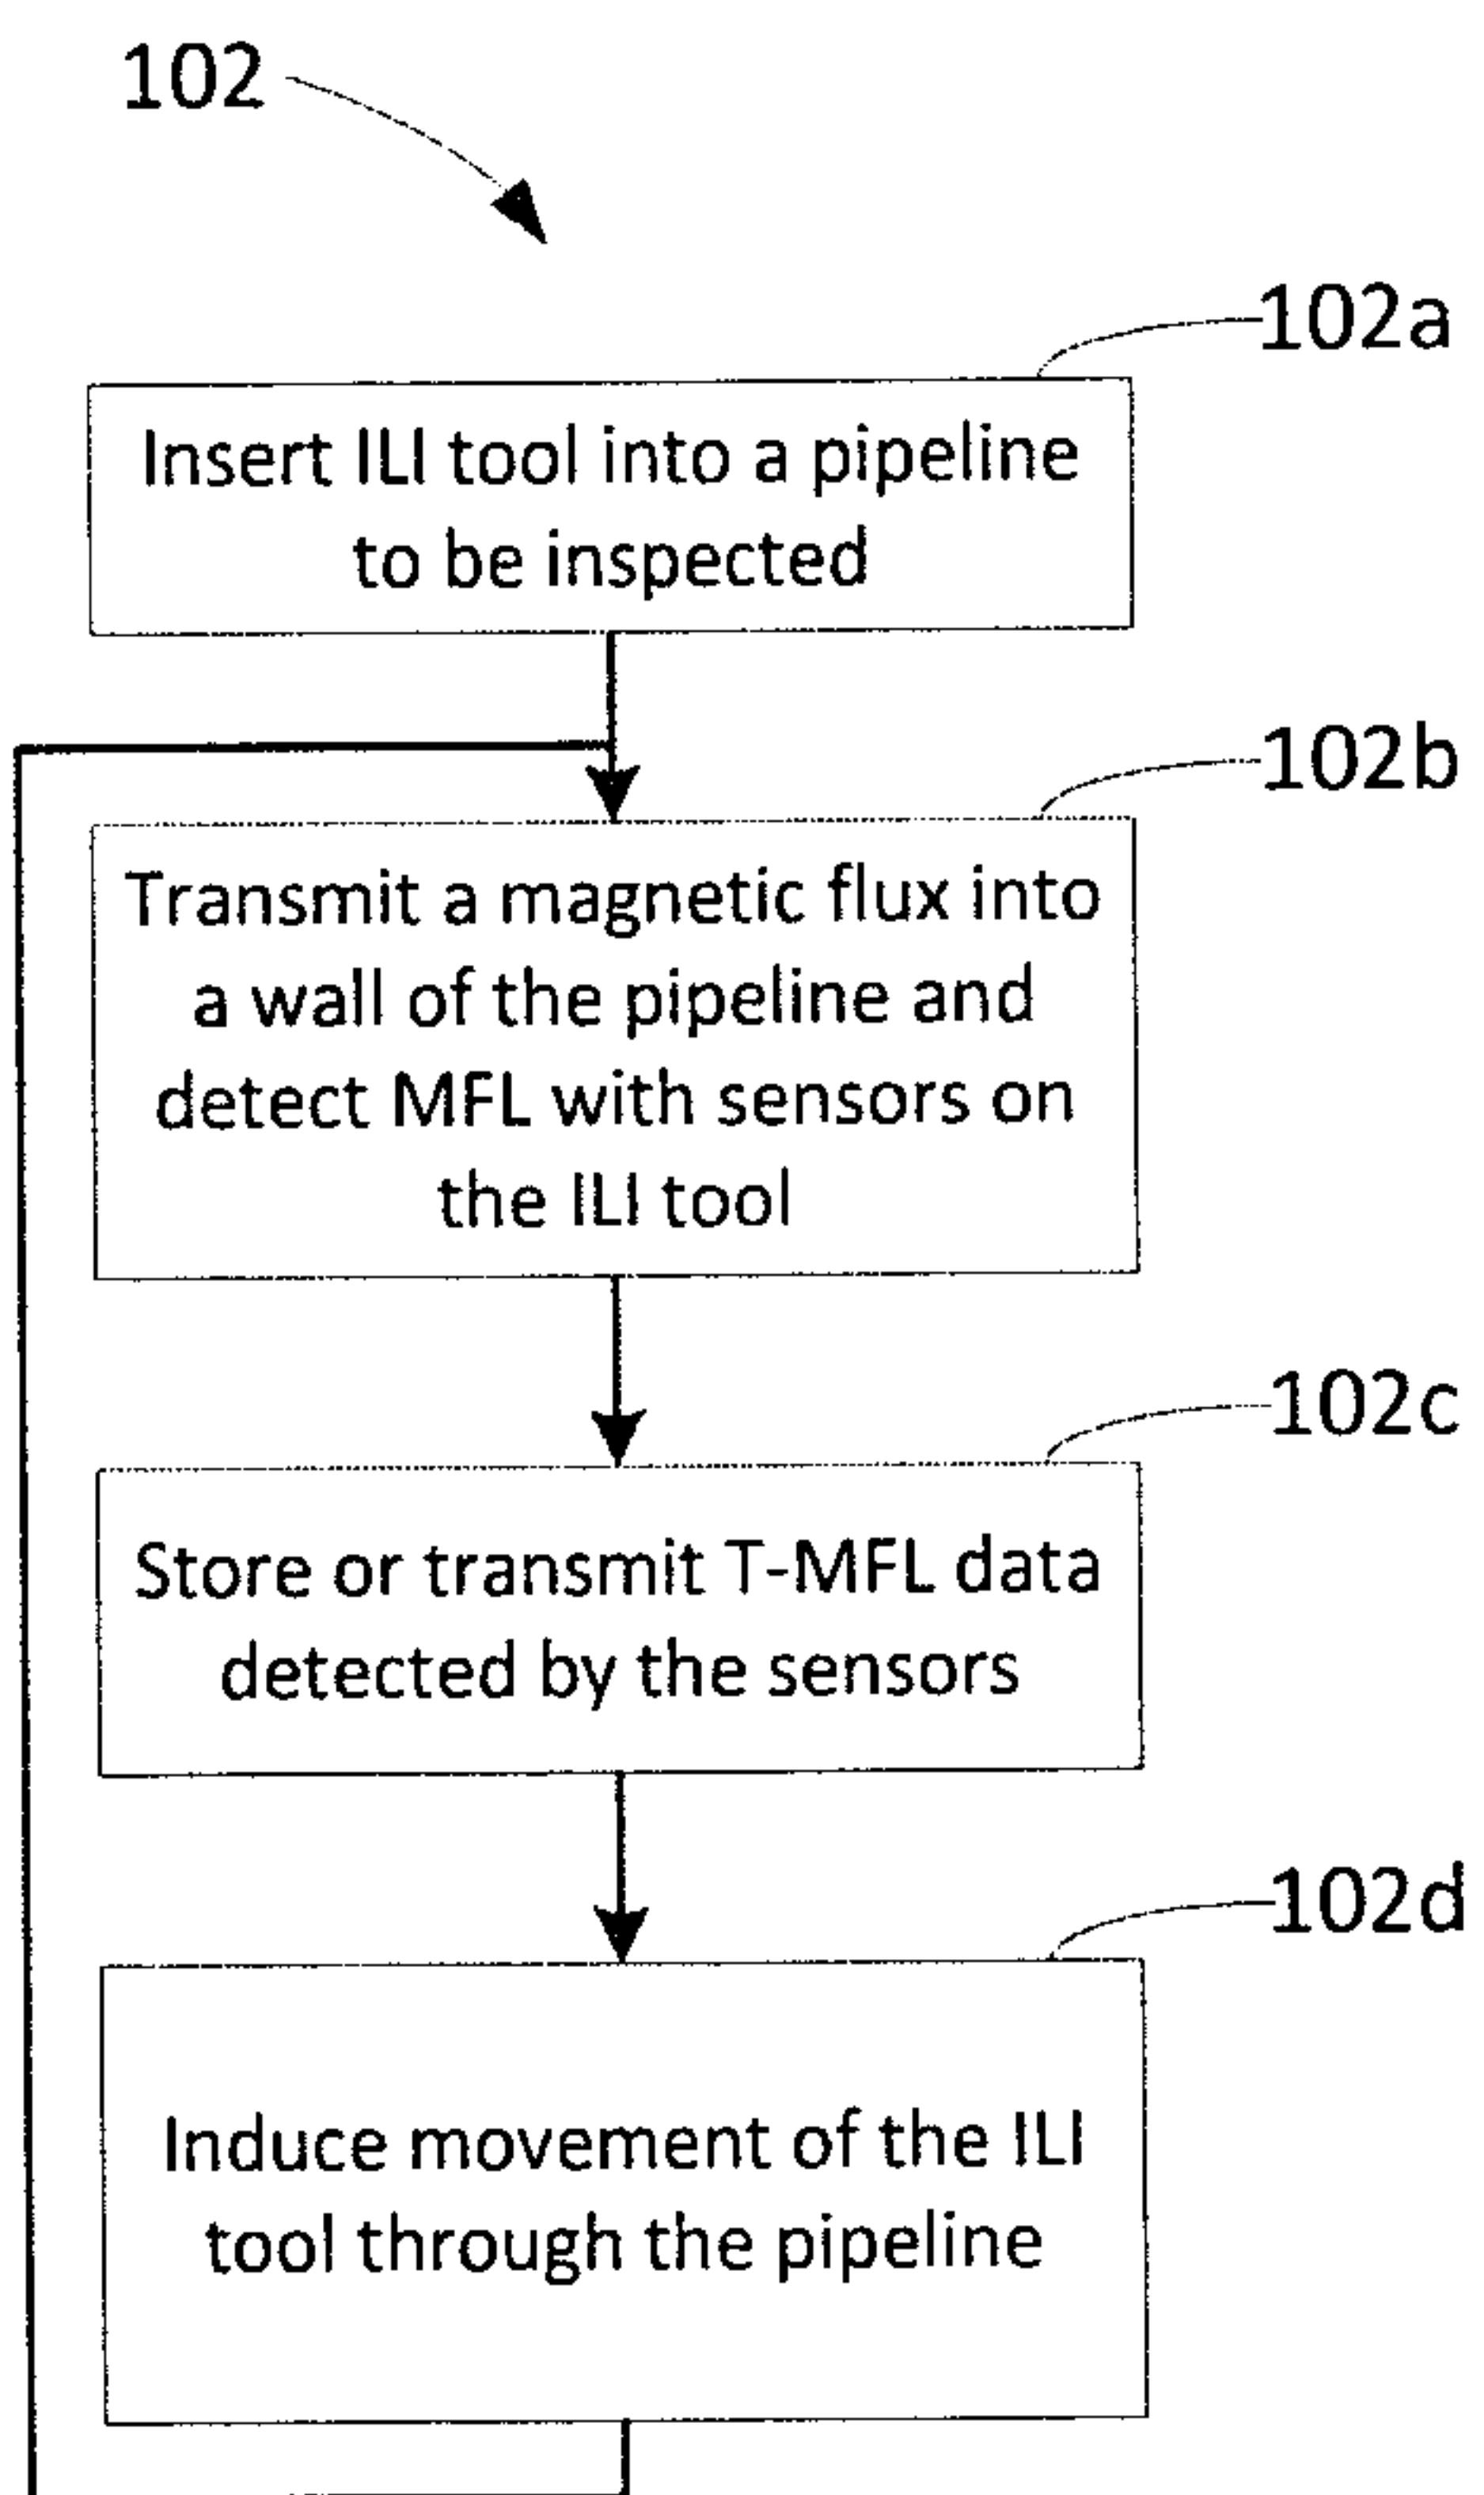 102
102a
Insert ILI tool into a pipeline
to be inspected
102b
Transmit a magnetic flux into
a wall of the pipeline and
detect MFL with sensors on
the ILI tool
102c
Store or transmit T-MFL data
detected by the sensors
102d
Induce movement of the ILI
tool through the pipeline